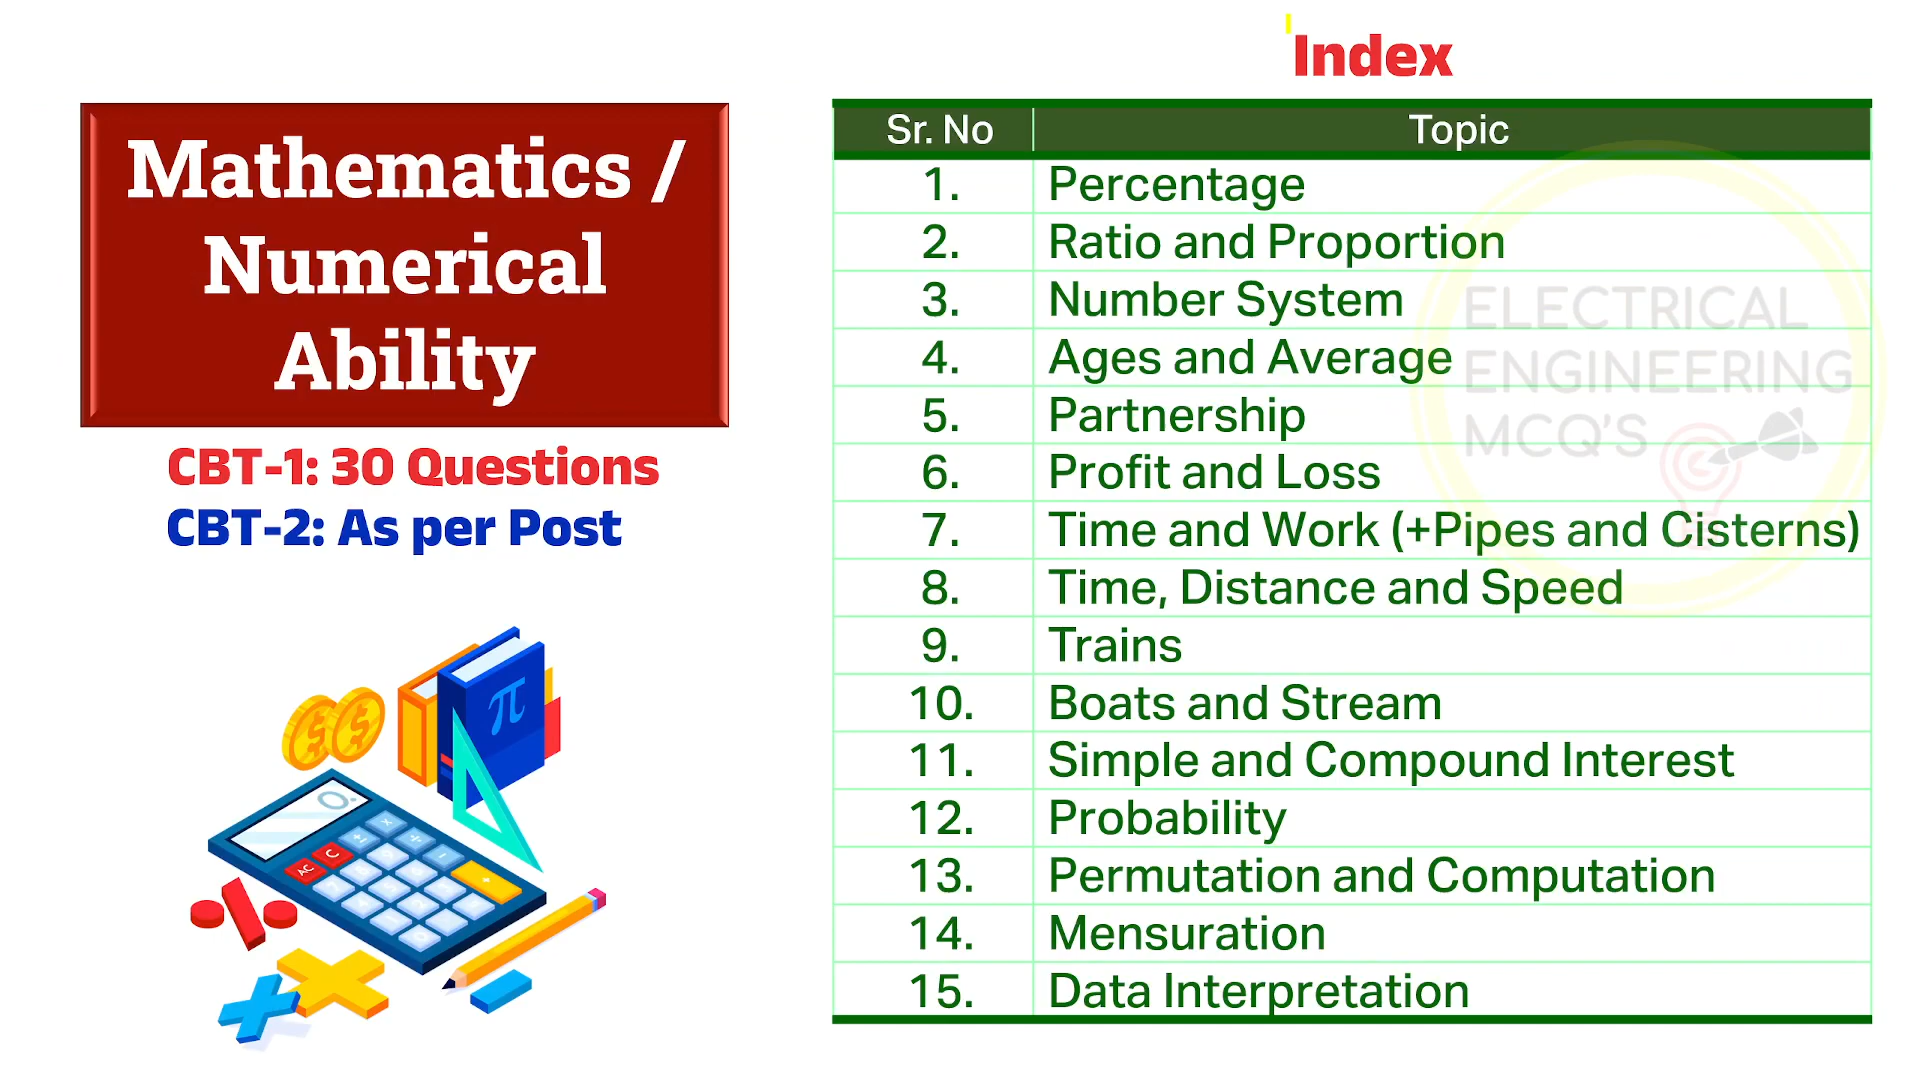 Mathematics /
Numerical
Ability
CBT-1: 30 Questions
CBT-2: As per Post
Index
Sr. No Topic
1. Percentage
2. Ratio and Proportion
3. Number System
4. Ages and Average
5. Partnership
6. Profit and Loss
7. Time and Work (+Pipes and Cisterns)
8. Time, Distance and Speed
9. Trains
10. Boats and Stream
11. Simple and Compound Interest
12. Probability
13. Permutation and Computation
14. Mensuration
15. Data Interpretation
ELECTRICAL
ENGINEERING
MCQ'S
π
AC
C